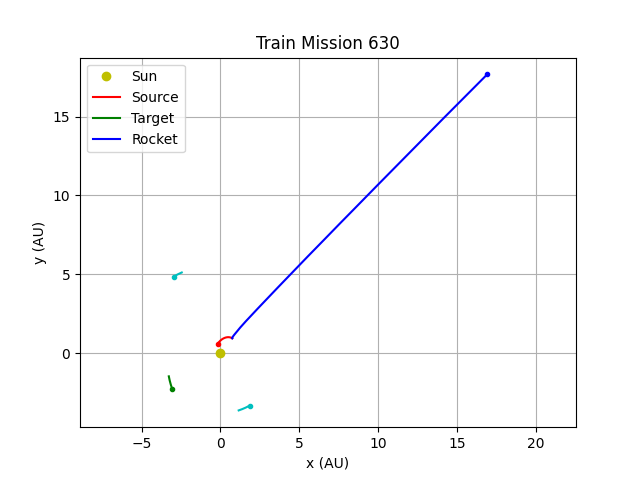 Train Mission 630
Sun
Source
Target
Rocket
y (AU)
15
10
5
0
−5
0
5
10
15
20
x (AU)